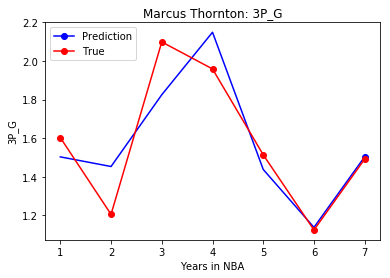 Marcus Thornton: 3P_G
Prediction
True
2.2
2.0
1.8
1.6
1.4
1.2
3P_G
1 2 3 4 5 6 7
Years in NBA